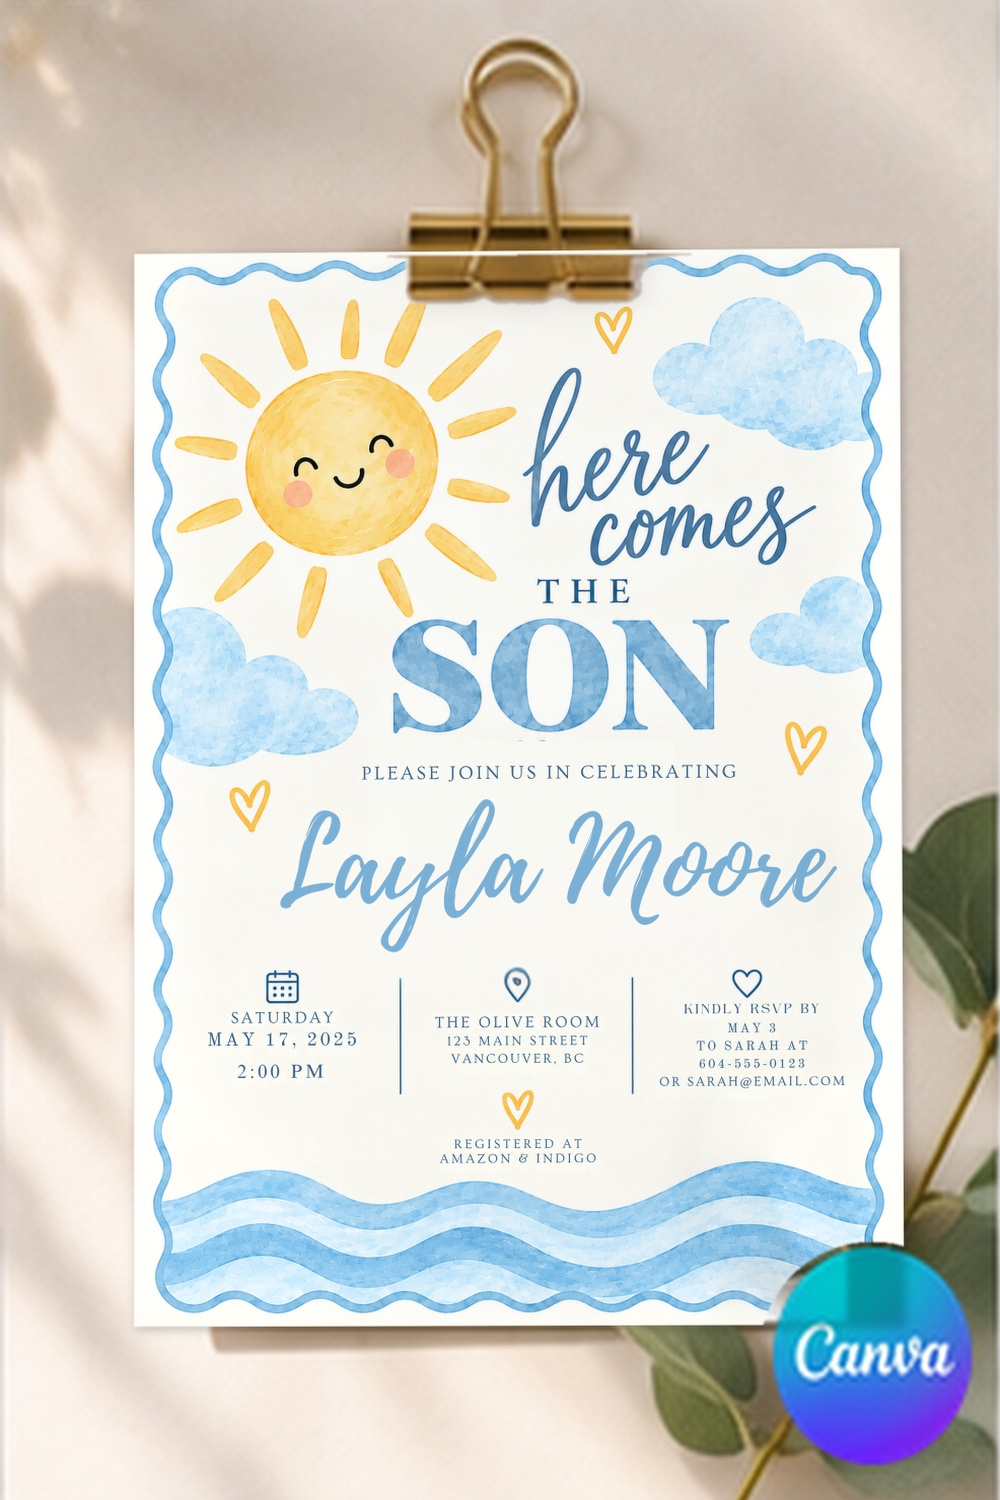 here
comes
THE
SON
PLEASE JOIN US IN CELEBRATING
Layla Moore
SATURDAY
MAY 17, 2025
2:00 PM
THE OLIVE ROOM
123 MAIN STREET
VANCOUVER, BC
KINDLY RSVP BY
MAY 3
TO SARAH AT
604-555-0123
OR SARAH@EMAIL.COM
REGISTERED AT
AMAZON & INDIGO
Canva